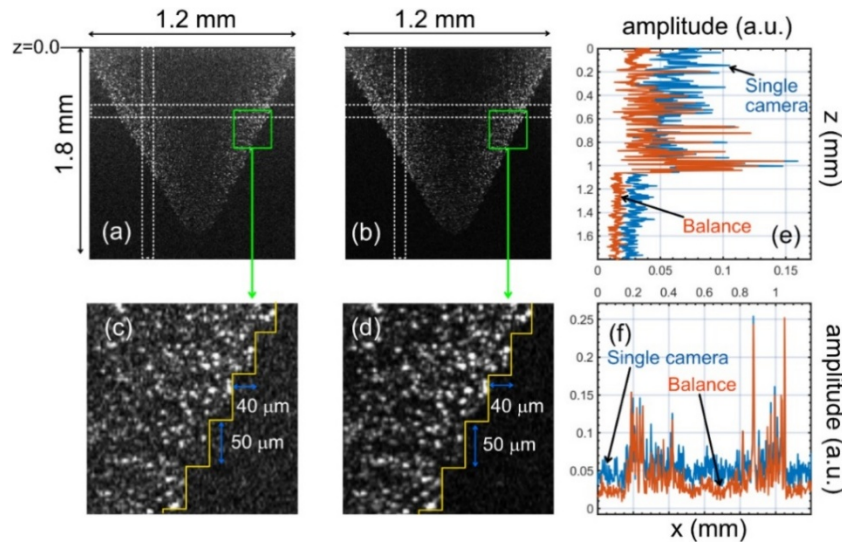 1.2 mm
1.2 mm
amplitude (a.u.)
z=0.0
1.8 mm
(a)
(b)
0
0.2
0.4
0.6
0.8
1
1.2
1.4
1.6
Single
camera
Balance
(e)
z (mm)
0
0.05
0.1
0.15
(c)
40 μm
50 μm
(d)
40 μm
50 μm
0
0.2
0.4
0.6
0.8
1
0.25
0.2
0.15
0.1
0.05
0
(f)
Single camera
Balance
amplitude (a.u.)
x (mm)